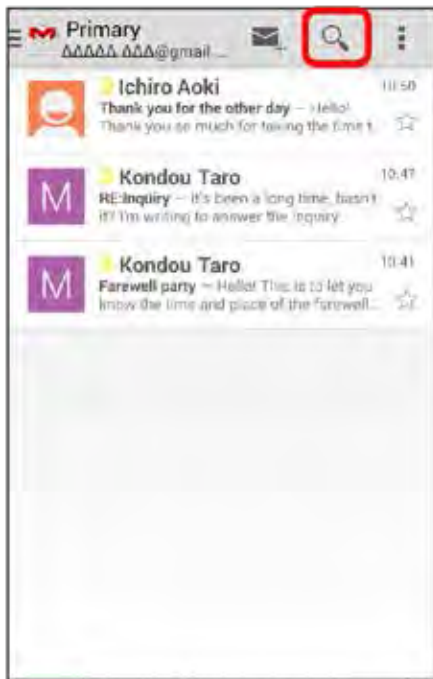 Primary
ΔΔΔΔΔ.ΔΔΔ@gmail ...
Ichiro Aoki
10:50
Thank you for the other day – Hello!
Thank you so much for taking the time t
M
Kondou Taro
10:47
RE:Inquiry – It's been a long time, hasn't
it? I'm writing to answer the inquiry
M
Kondou Taro
10:41
Farewell party – Hello! This is to let you
know the time and place of the farewell...